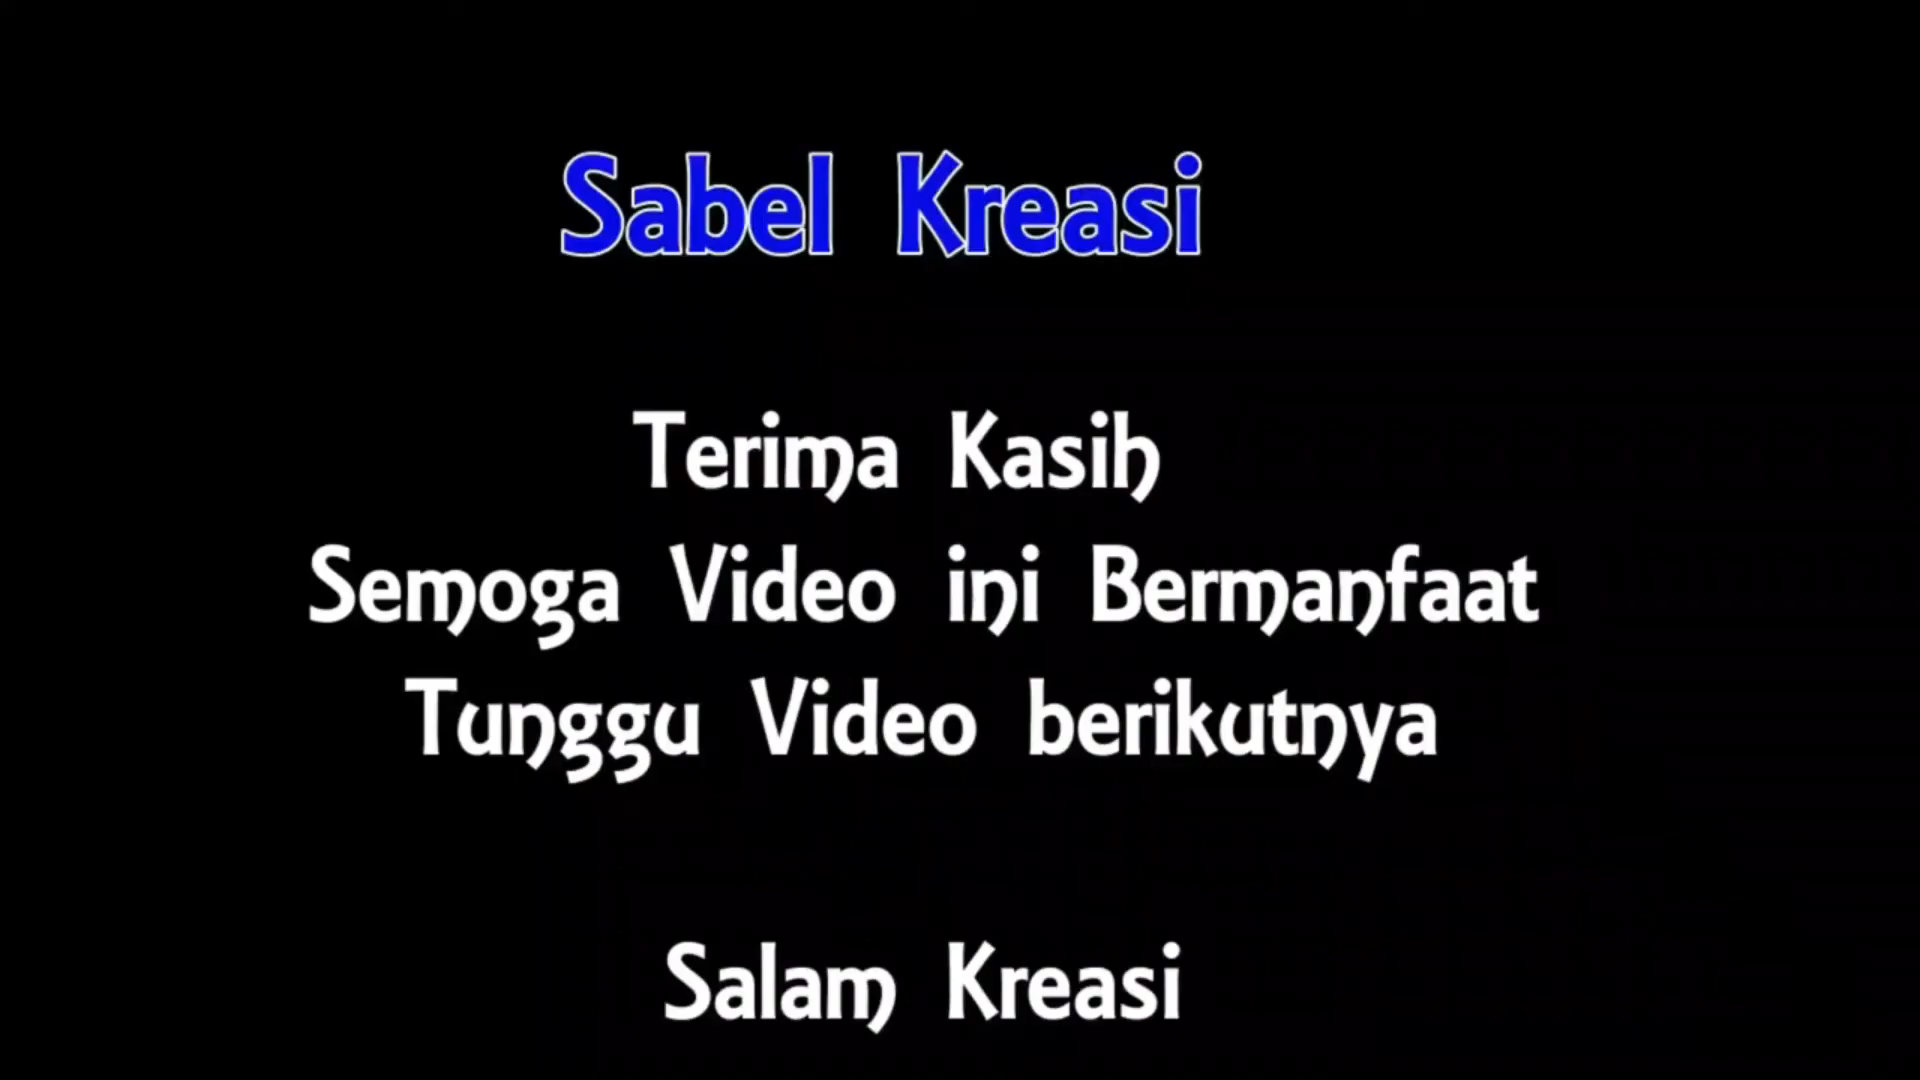 Sabel Kreasi
Terima Kasih
Semoga Video ini Bermanfaat
Tunggu Video berikutnya
Salam Kreasi